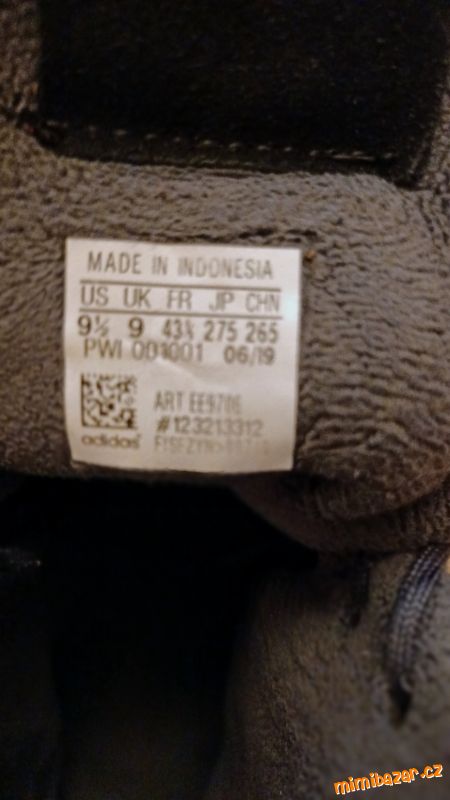 MADE IN INDONESIA
US UK FR JP CHN
9½ 9 43⅓ 275 265
PWI 001001 06/19
ART EE9706
#123213312
adidas
mimibazar.cz